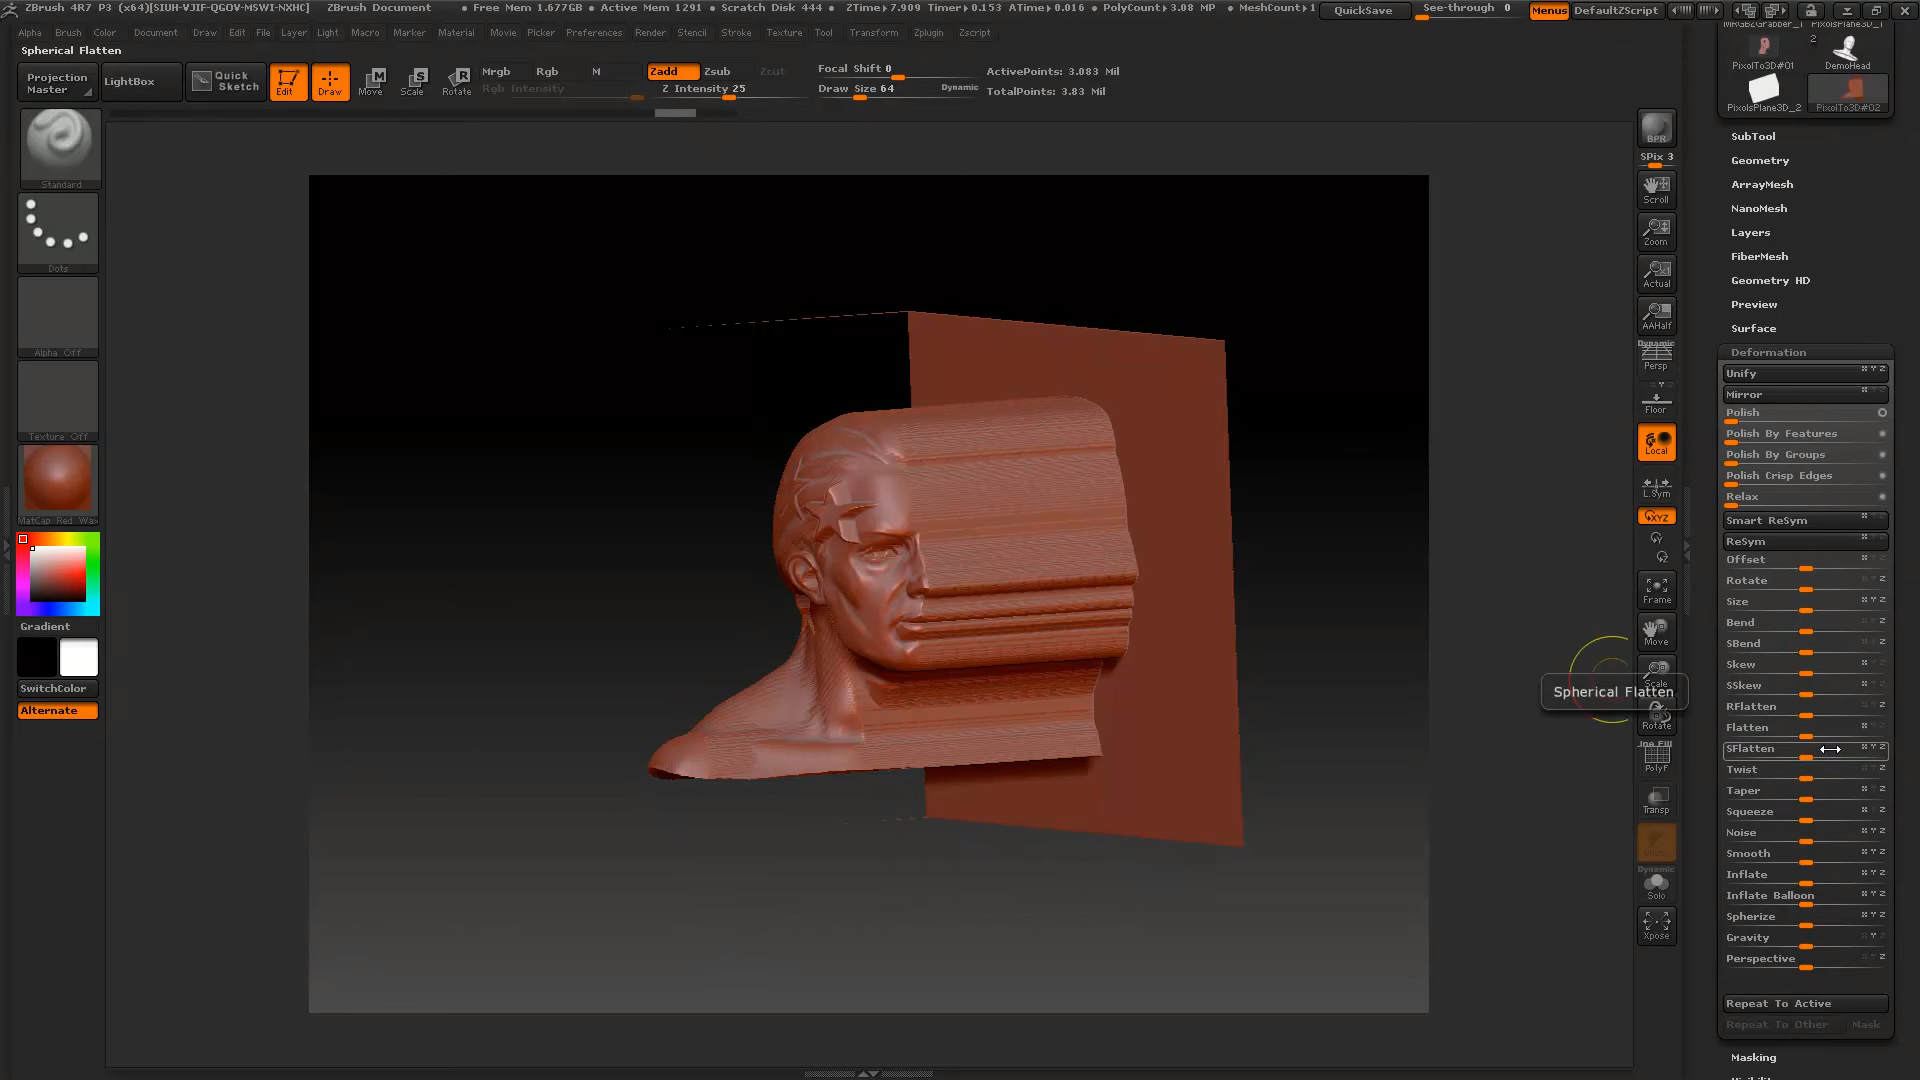 ZBrush 4R7 P3 (x64)[SIUH-VJIF-QGOV-MSWI-NXHC] ZBrush Document • Free Mem 1.677GB • Active Mem 1291 • Scratch Disk 444 • ZTime▸7.909 Timer▸0.153 ATime▸0.016 • PolyCount▸3.08 MP • MeshCount▸1 QuickSave See-through 0 Menus DefaultZScript
Alpha Brush Color Document Draw Edit File Layer Light Macro Marker Material Movie Picker Preferences Render Stencil Stroke Texture Tool Transform Zplugin Zscript
Spherical Flatten
Projection Master
LightBox
Quick Sketch
Edit
Draw
Move
Scale
Rotate
Mrgb Rgb M
Rgb Intensity
Zadd Zsub Zcut
Z Intensity 25
Focal Shift 0
Draw Size 64 Dynamic
ActivePoints: 3.083 Mil
TotalPoints: 3.83 Mil
Standard
Dots
Alpha Off
Texture Off
MatCap Red Wax
Gradient
SwitchColor
Alternate
BPR
SPix 3
Scroll
Zoom
Actual
AAHalf
Dynamic
Persp
Floor
Local
L.Sym
XYZ
Y
Z
Frame
Move
Scale
Spherical Flatten
Rotate
PolyF
Transp
Dynamic
Solo
Xpose
2
PixolTo3D#01 DemoHead
PixelsPlane3D_2 PixolTo3D#02
SubTool
Geometry
ArrayMesh
NanoMesh
Layers
FiberMesh
Geometry HD
Preview
Surface
Deformation
Unify
Mirror
Polish
Polish By Features
Polish By Groups
Polish Crisp Edges
Relax
Smart ReSym
ReSym
Offset
Rotate
Size
Bend
SBend
Skew
SSkew
RFlatten
Flatten
SFlatten
Twist
Taper
Squeeze
Noise
Smooth
Inflate
Inflate Balloon
Spherize
Gravity
Perspective
Repeat To Active
Repeat To Other Mask
Masking